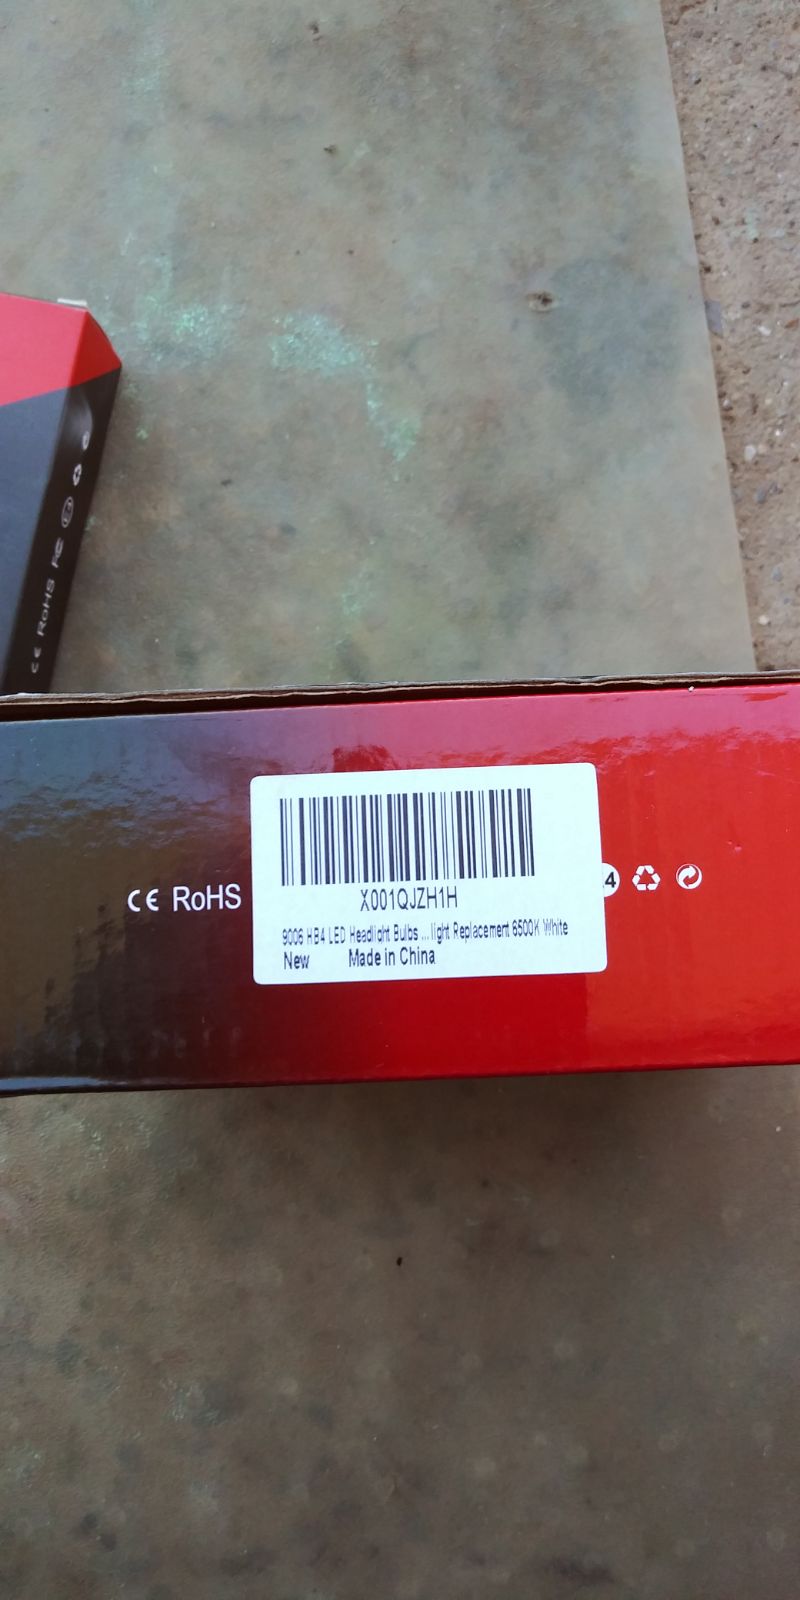 CE RoHS FC
CE RoHS
X001QJZH1H
9006 HB4 LED Headlight Bulbs ... light Replacement 6500K White
New Made in China
4